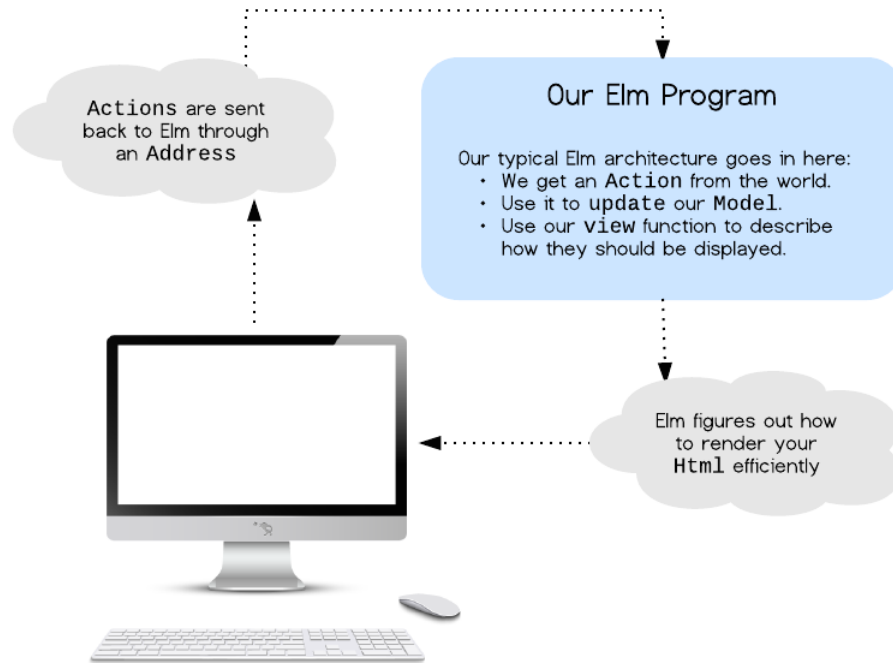 Actions are sent
back to Elm through
an Address
Our Elm Program
Our typical Elm architecture goes in here:
• We get an Action from the world.
• Use it to update our Model.
• Use our view function to describe
how they should be displayed.
Elm figures out how
to render your
Html efficiently